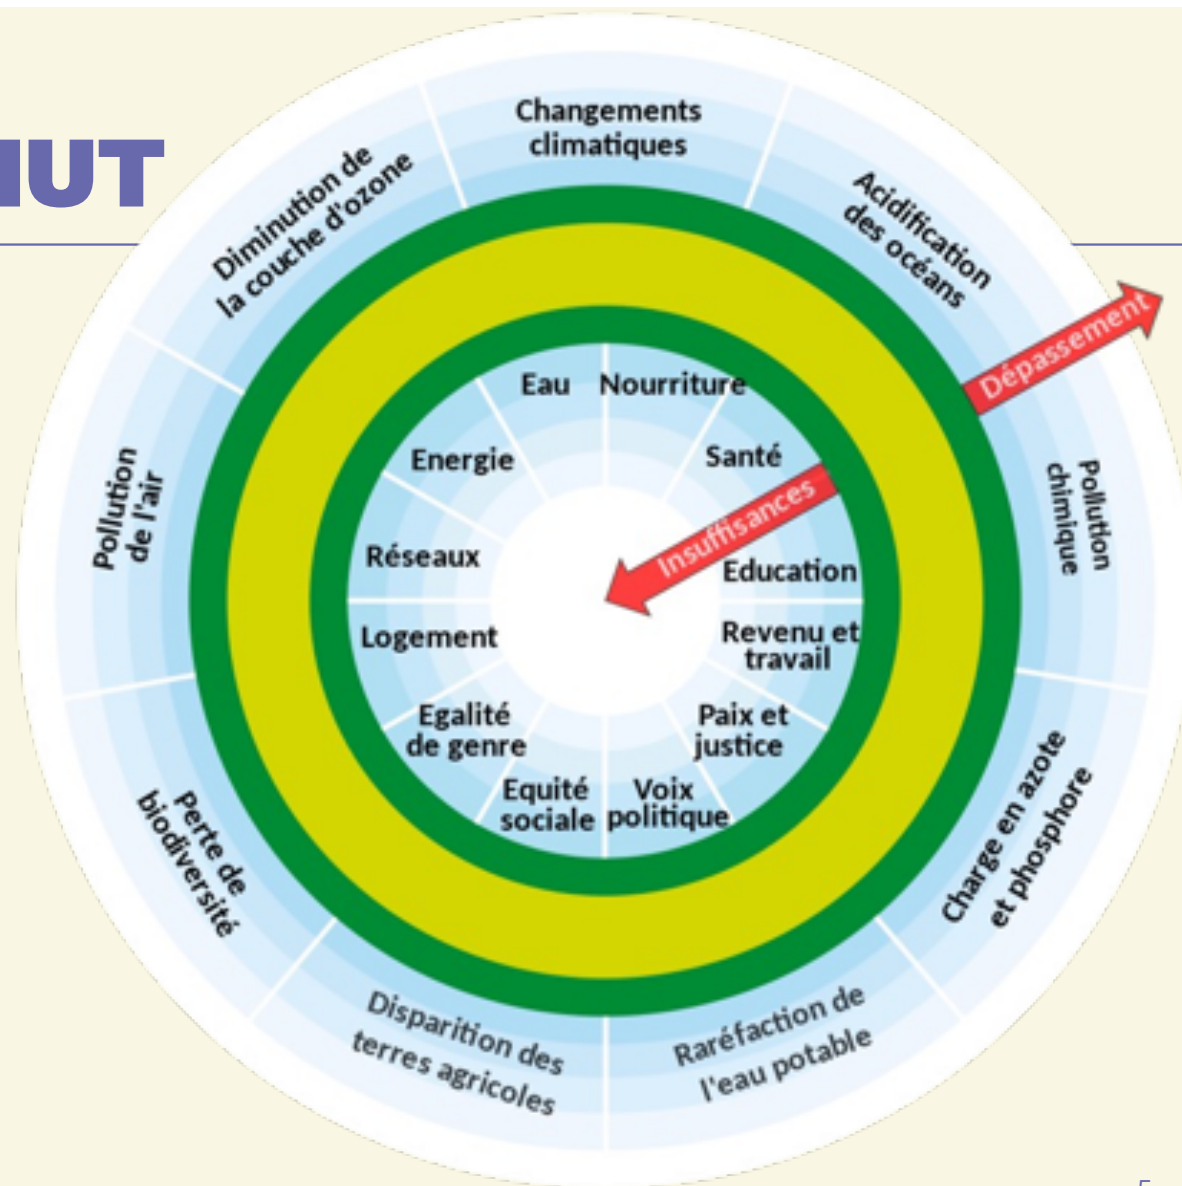 NUT
Changements
climatiques
Diminution de
la couche d'ozone
Acidification
des océans
Dépassement
Eau
Nourriture
Energie
Santé
Insuffisances
Pollution
de l'air
Pollution
chimique
Réseaux
Education
Logement
Revenu et
travail
Egalité
de genre
Paix et
justice
Equité
sociale
Voix
politique
Perte de
biodiversité
Charge en azote
et phosphore
Disparition des
terres agricoles
Raréfaction de
l'eau potable